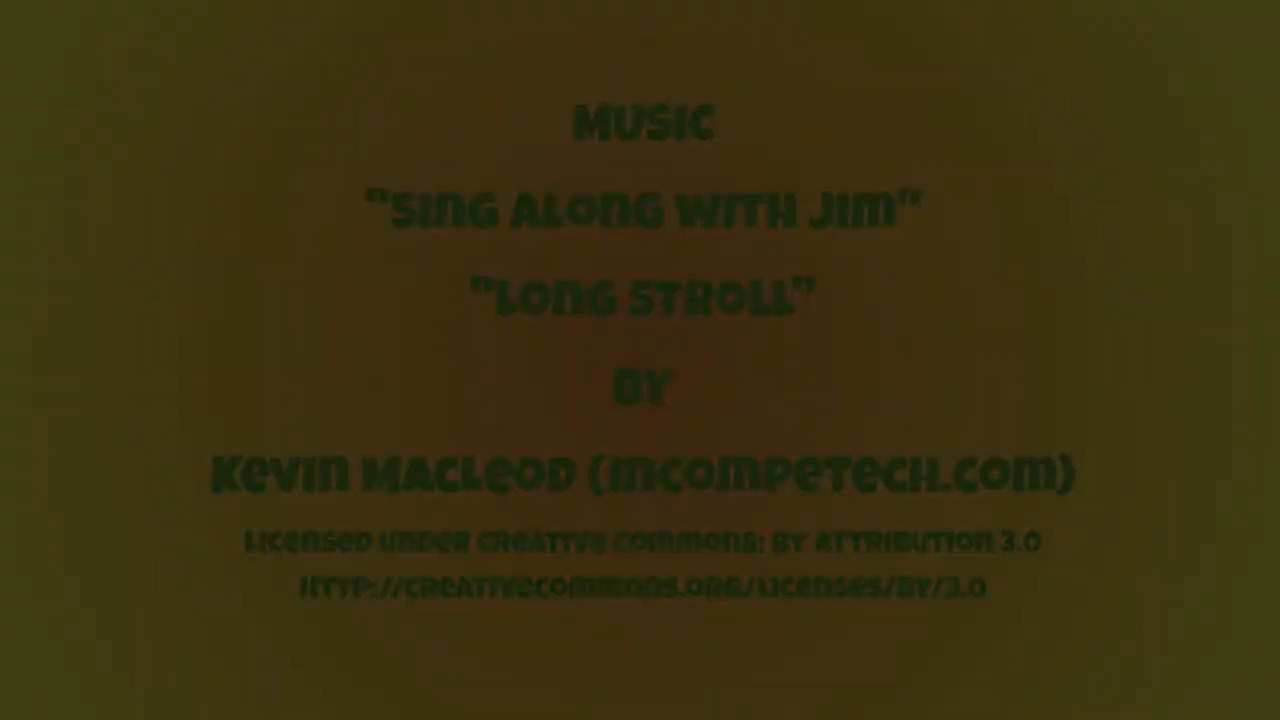 MUSIC
"SING ALONG WITH JIM"
"LONG STROLL"
BY
KEVIN MACLEOD (INCOMPETECH.COM)
LICENSED UNDER CREATIVE COMMONS: BY ATTRIBUTION 3.0
HTTP://CREATIVECOMMONS.ORG/LICENSES/BY/3.0